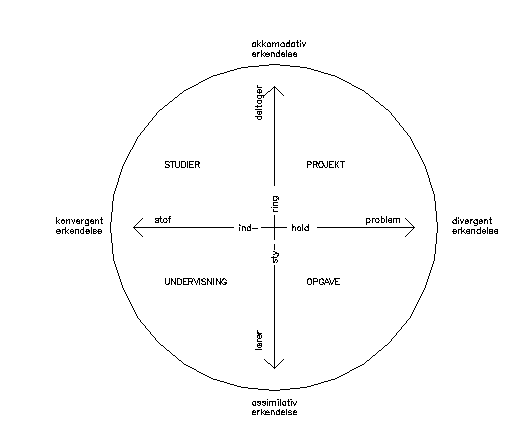 akkomodativ
erkendelse
deltager
STUDIER
PROJEKT
ring
konvergent
erkendelse
stof
ind-
hold
problem
divergent
erkendelse
sty-
UNDERVISNING
OPGAVE
lærer
assimilativ
erkendelse